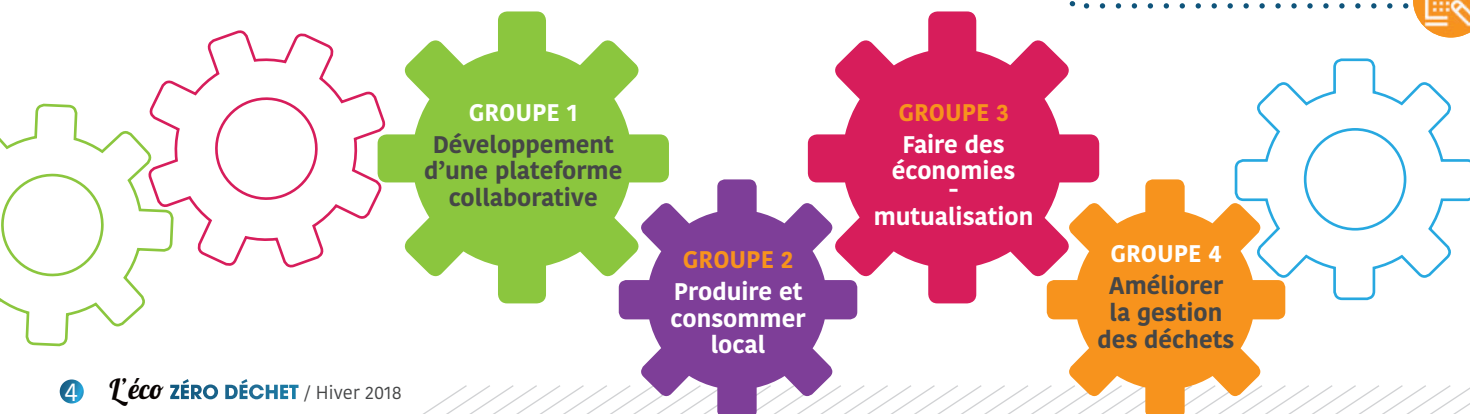 GROUPE 1
Développement
d'une plateforme
collaborative
GROUPE 2
Produire et
consommer
local
GROUPE 3
Faire des
économies
-
mutualisation
GROUPE 4
Améliorer
la gestion
des déchets
4 L'éco ZÉRO DÉCHET / Hiver 2018